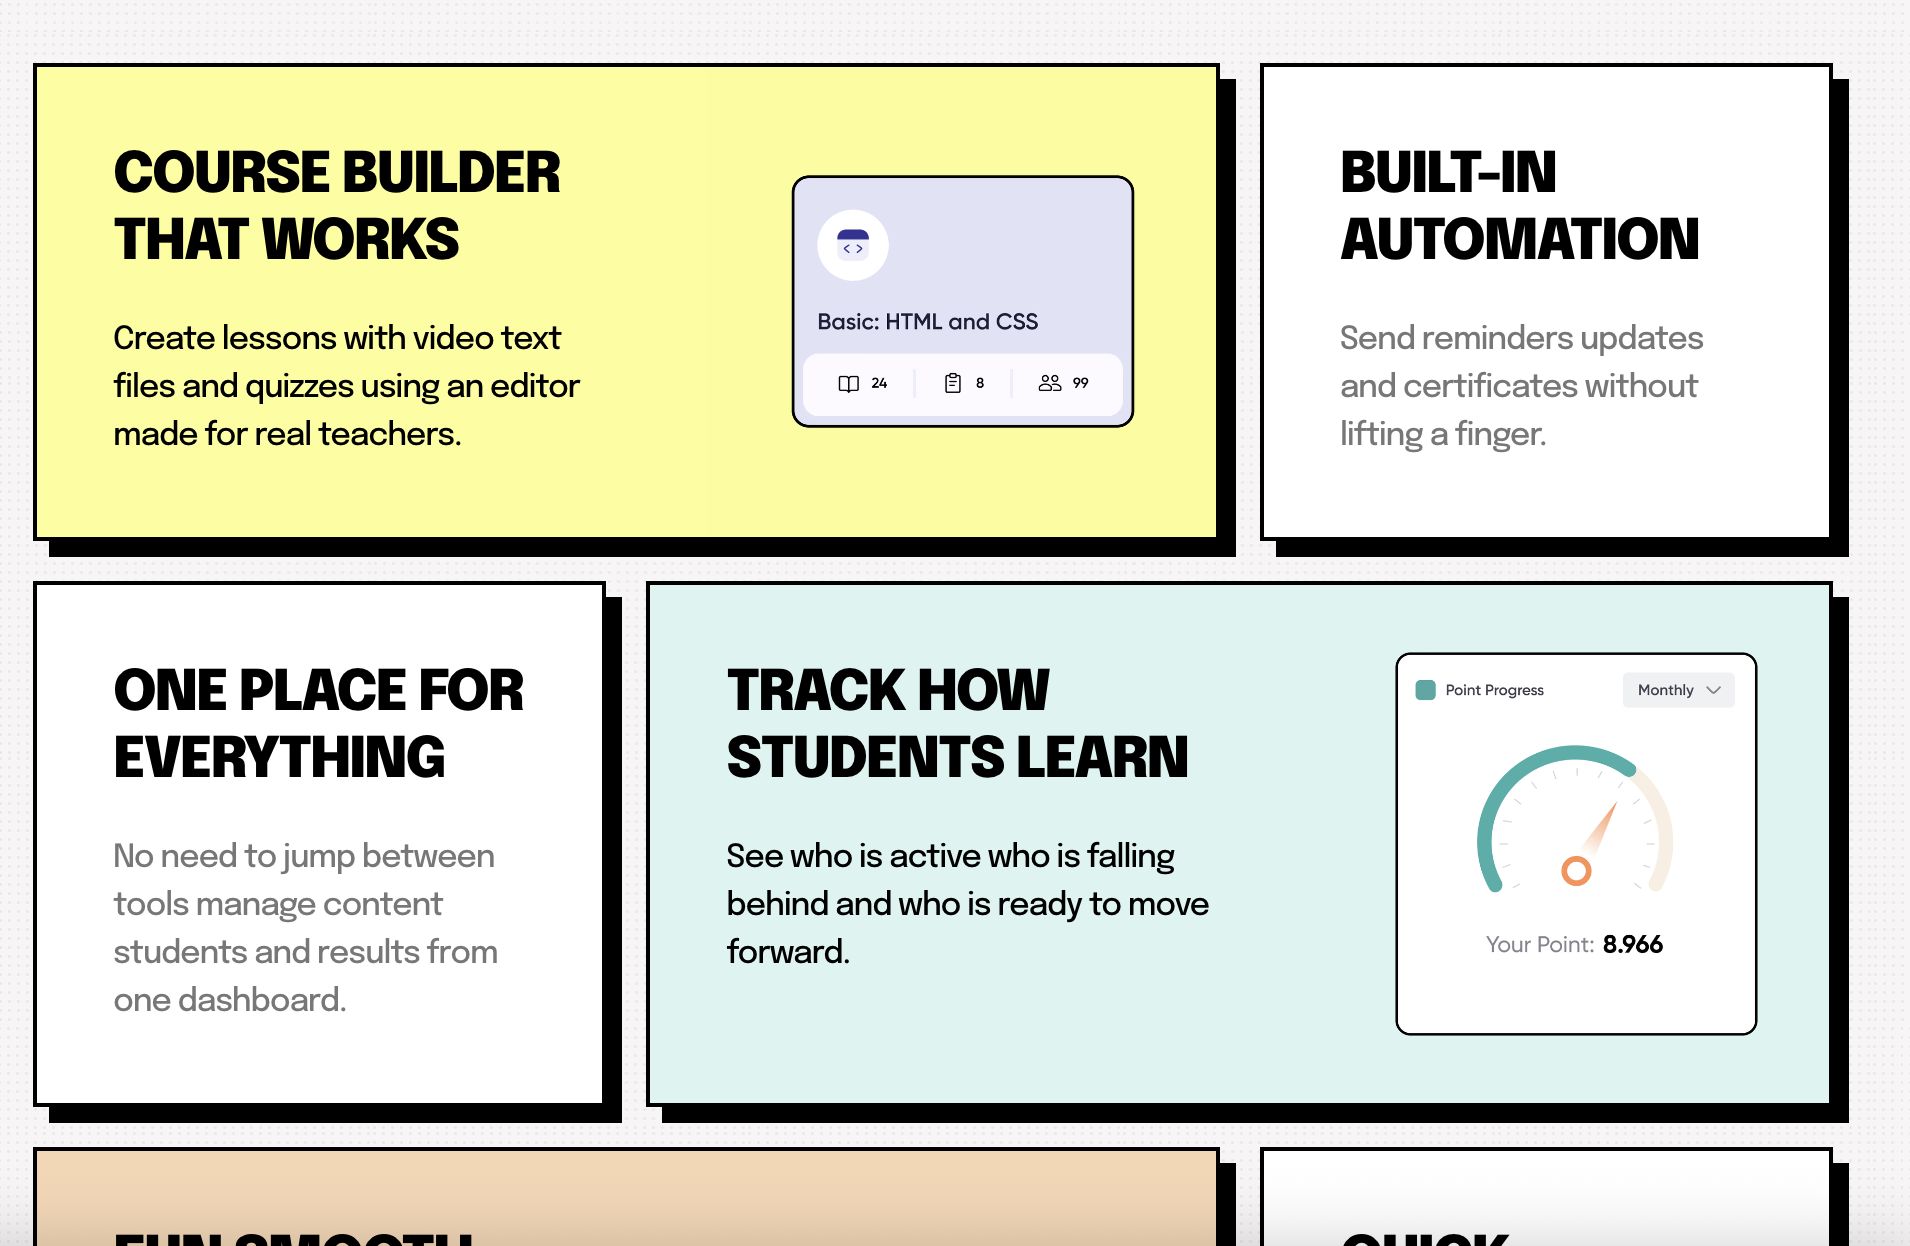 COURSE BUILDER
THAT WORKS
Create lessons with video text
files and quizzes using an editor
made for real teachers.
Basic: HTML and CSS
24 8 99
BUILT-IN
AUTOMATION
Send reminders updates
and certificates without
lifting a finger.
ONE PLACE FOR
EVERYTHING
No need to jump between
tools manage content
students and results from
one dashboard.
TRACK HOW
STUDENTS LEARN
See who is active who is falling
behind and who is ready to move
forward.
Point Progress
Monthly
Your Point: 8.966
FUN SMOOTH
QUICK